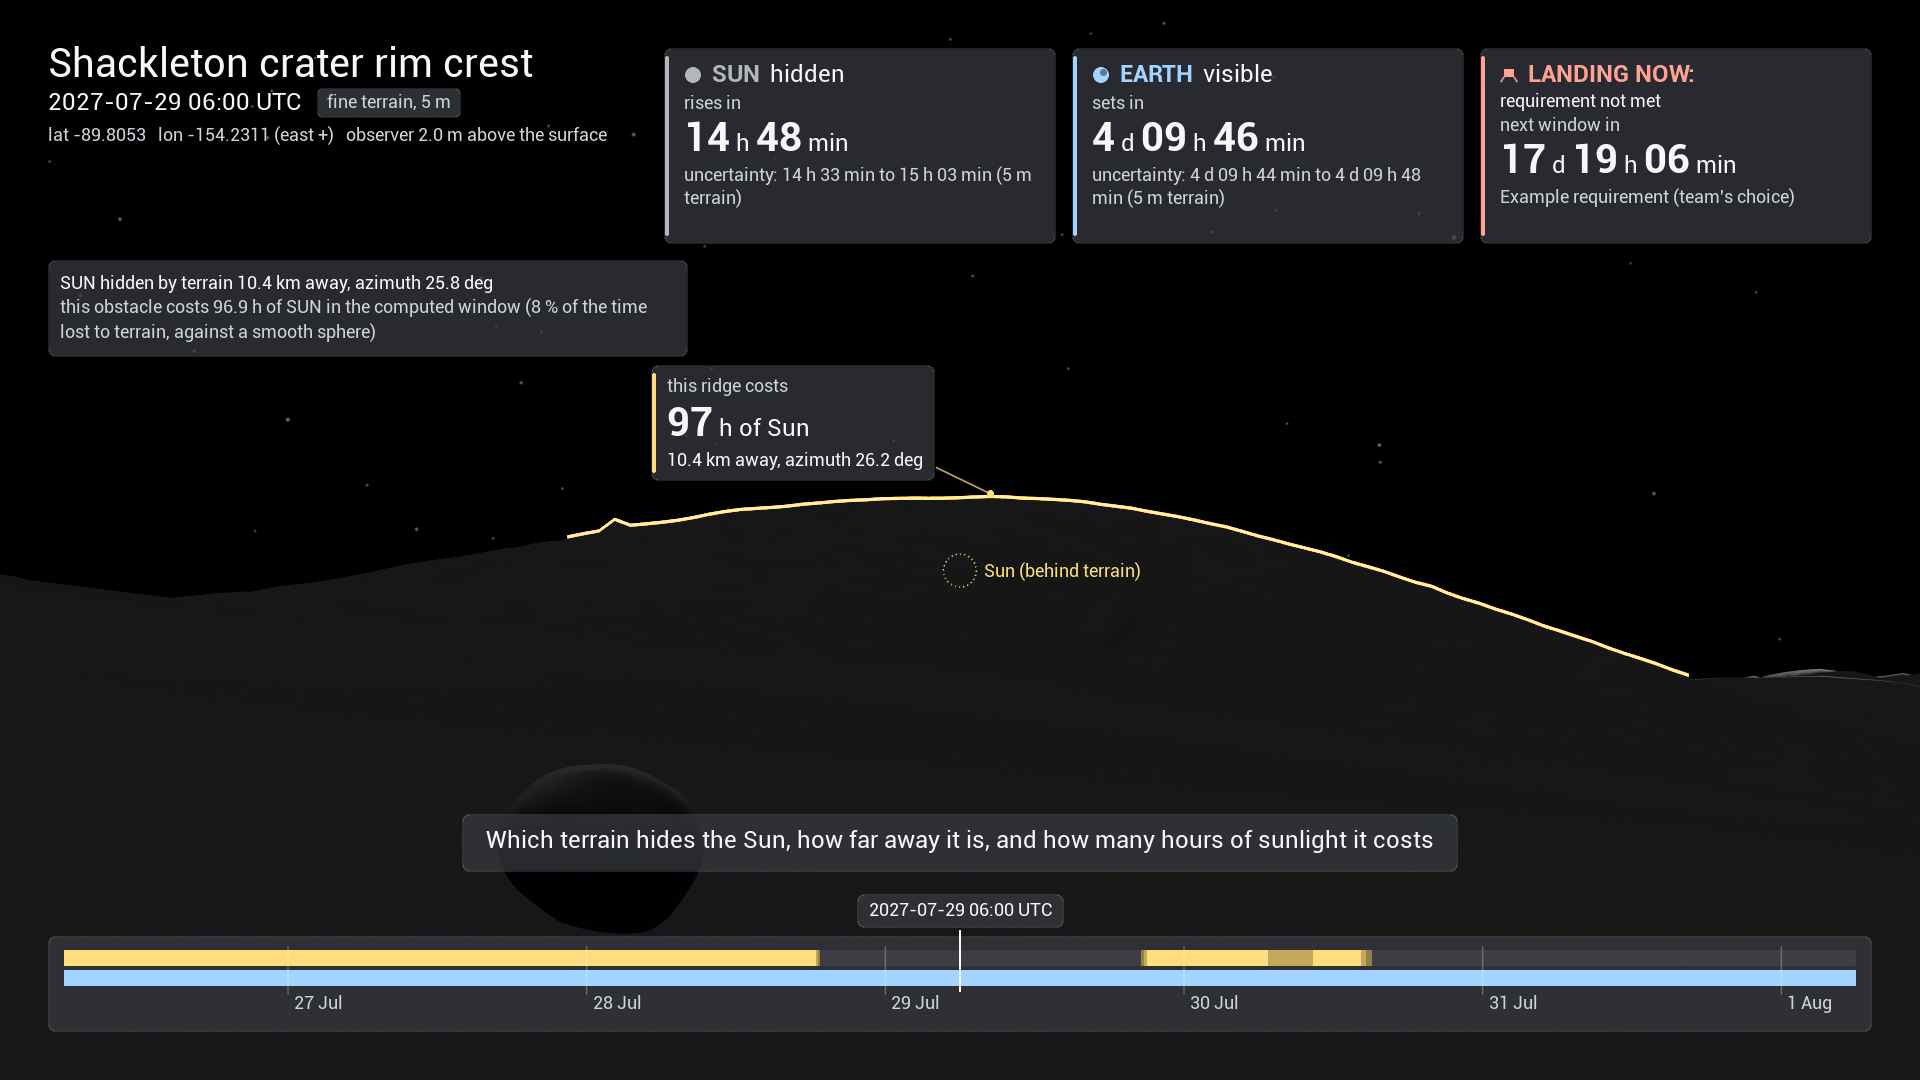 Shackleton crater rim crest
2027-07-29 06:00 UTC fine terrain, 5 m
lat -89.8053 lon -154.2311 (east +) observer 2.0 m above the surface
SUN hidden
rises in
14 h 48 min
uncertainty: 14 h 33 min to 15 h 03 min (5 m
terrain)
EARTH visible
sets in
4 d 09 h 46 min
uncertainty: 4 d 09 h 44 min to 4 d 09 h 48
min (5 m terrain)
LANDING NOW:
requirement not met
next window in
17 d 19 h 06 min
Example requirement (team's choice)
SUN hidden by terrain 10.4 km away, azimuth 25.8 deg
this obstacle costs 96.9 h of SUN in the computed window (8 % of the time
lost to terrain, against a smooth sphere)
this ridge costs
97 h of Sun
10.4 km away, azimuth 26.2 deg
Sun (behind terrain)
Which terrain hides the Sun, how far away it is, and how many hours of sunlight it costs
2027-07-29 06:00 UTC
27 Jul 28 Jul 29 Jul 30 Jul 31 Jul 1 Aug